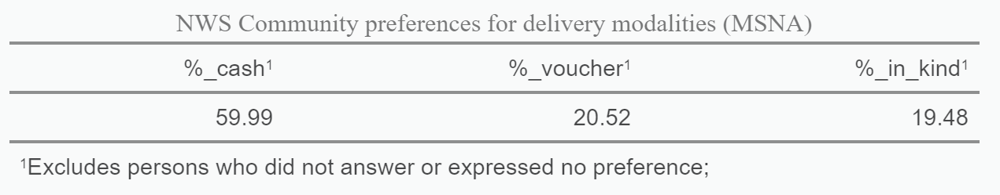 NWS Community preferences for delivery modalities (MSNA)
%_cash¹ %_voucher¹ %_in_kind¹
59.99 20.52 19.48
¹Excludes persons who did not answer or expressed no preference;